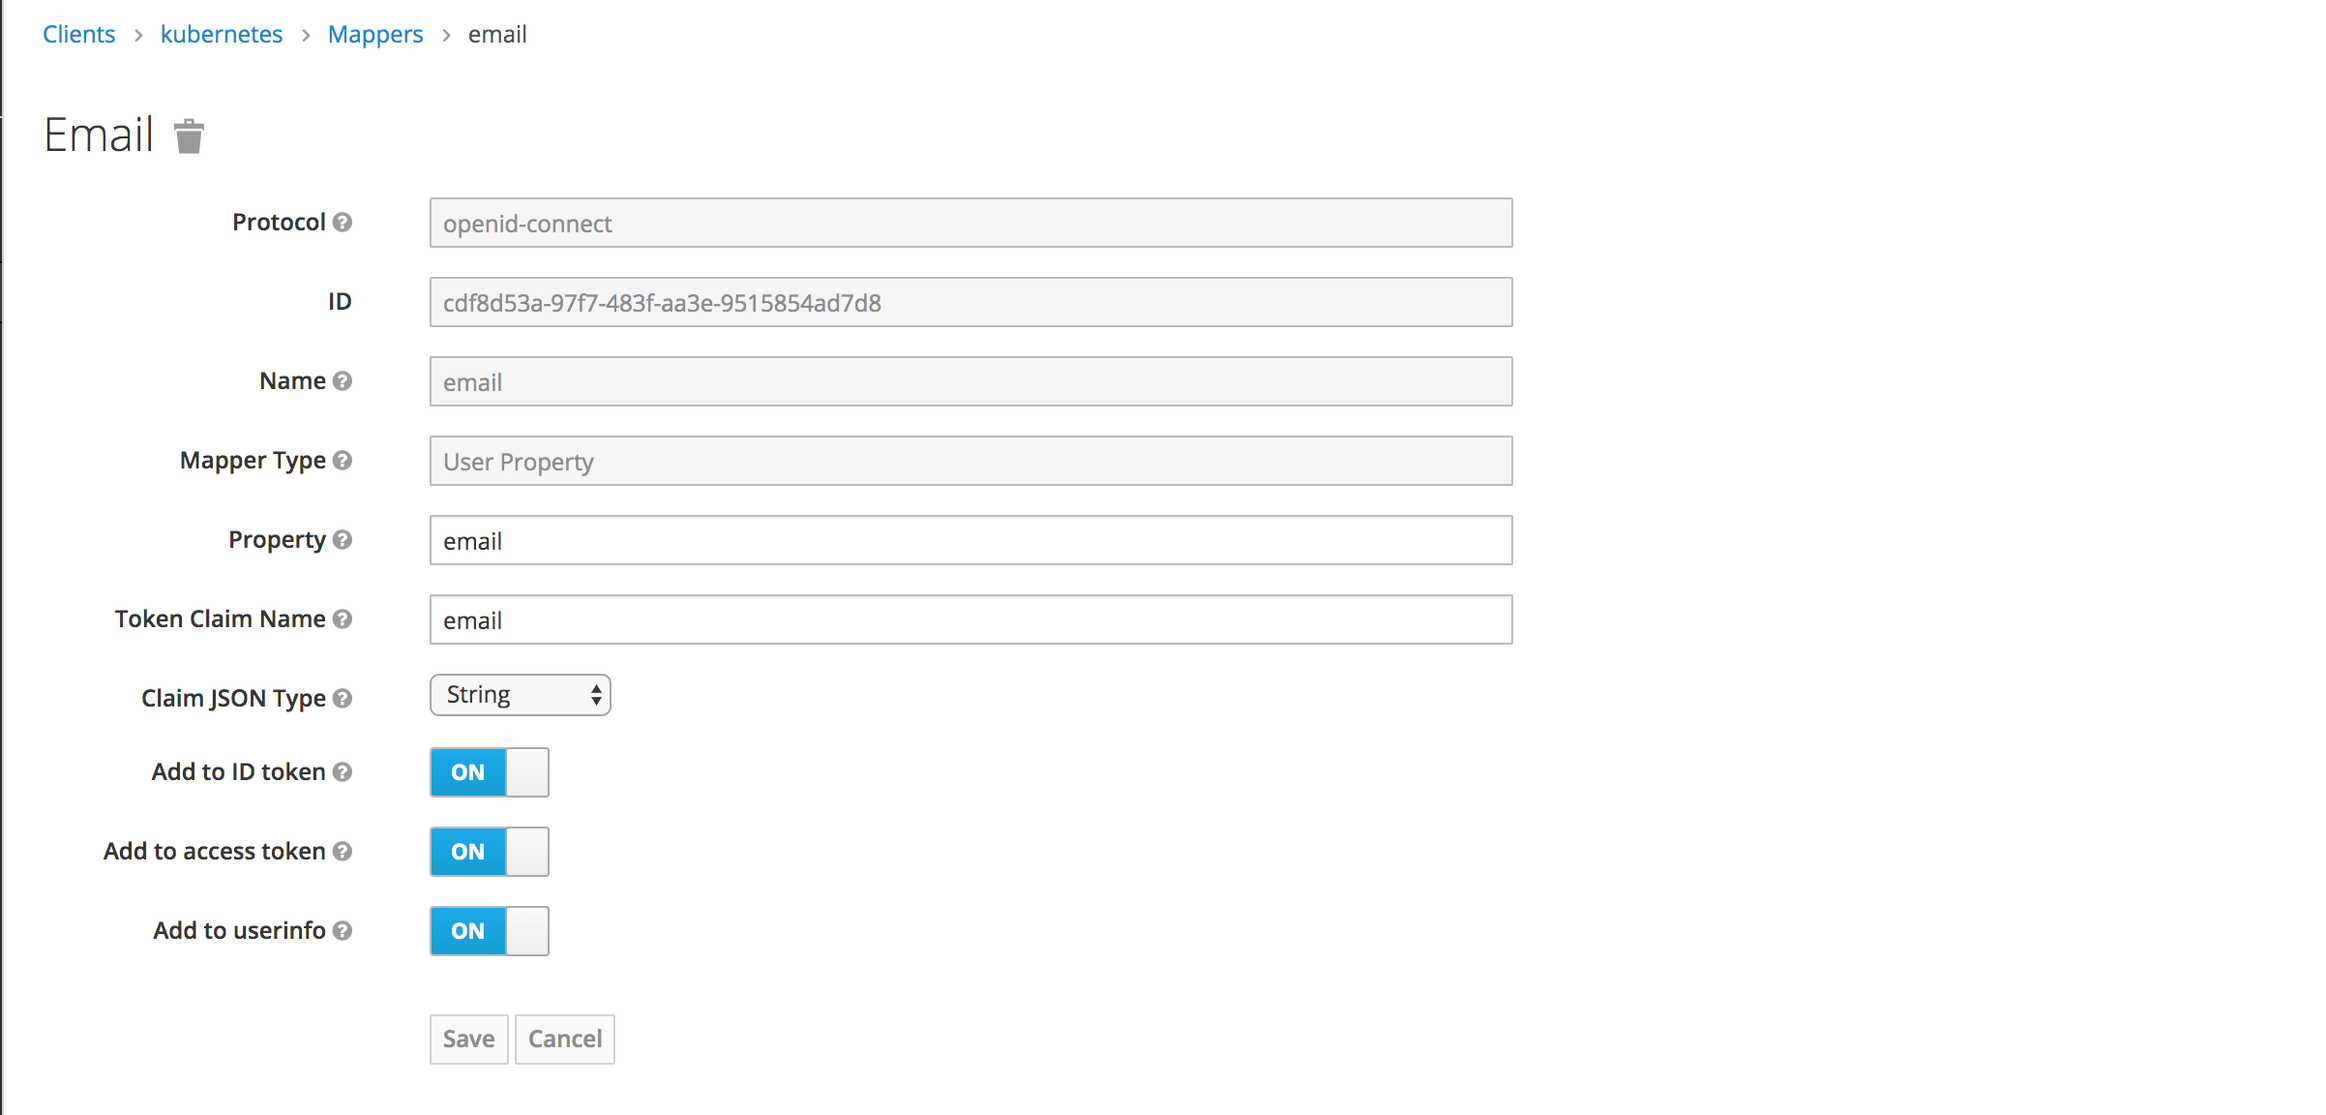 Clients > kubernetes > Mappers > email
Email
Protocol openid-connect
ID cdf8d53a-97f7-483f-aa3e-9515854ad7d8
Name email
Mapper Type User Property
Property email
Token Claim Name email
Claim JSON Type String
Add to ID token ON
Add to access token ON
Add to userinfo ON
Save Cancel